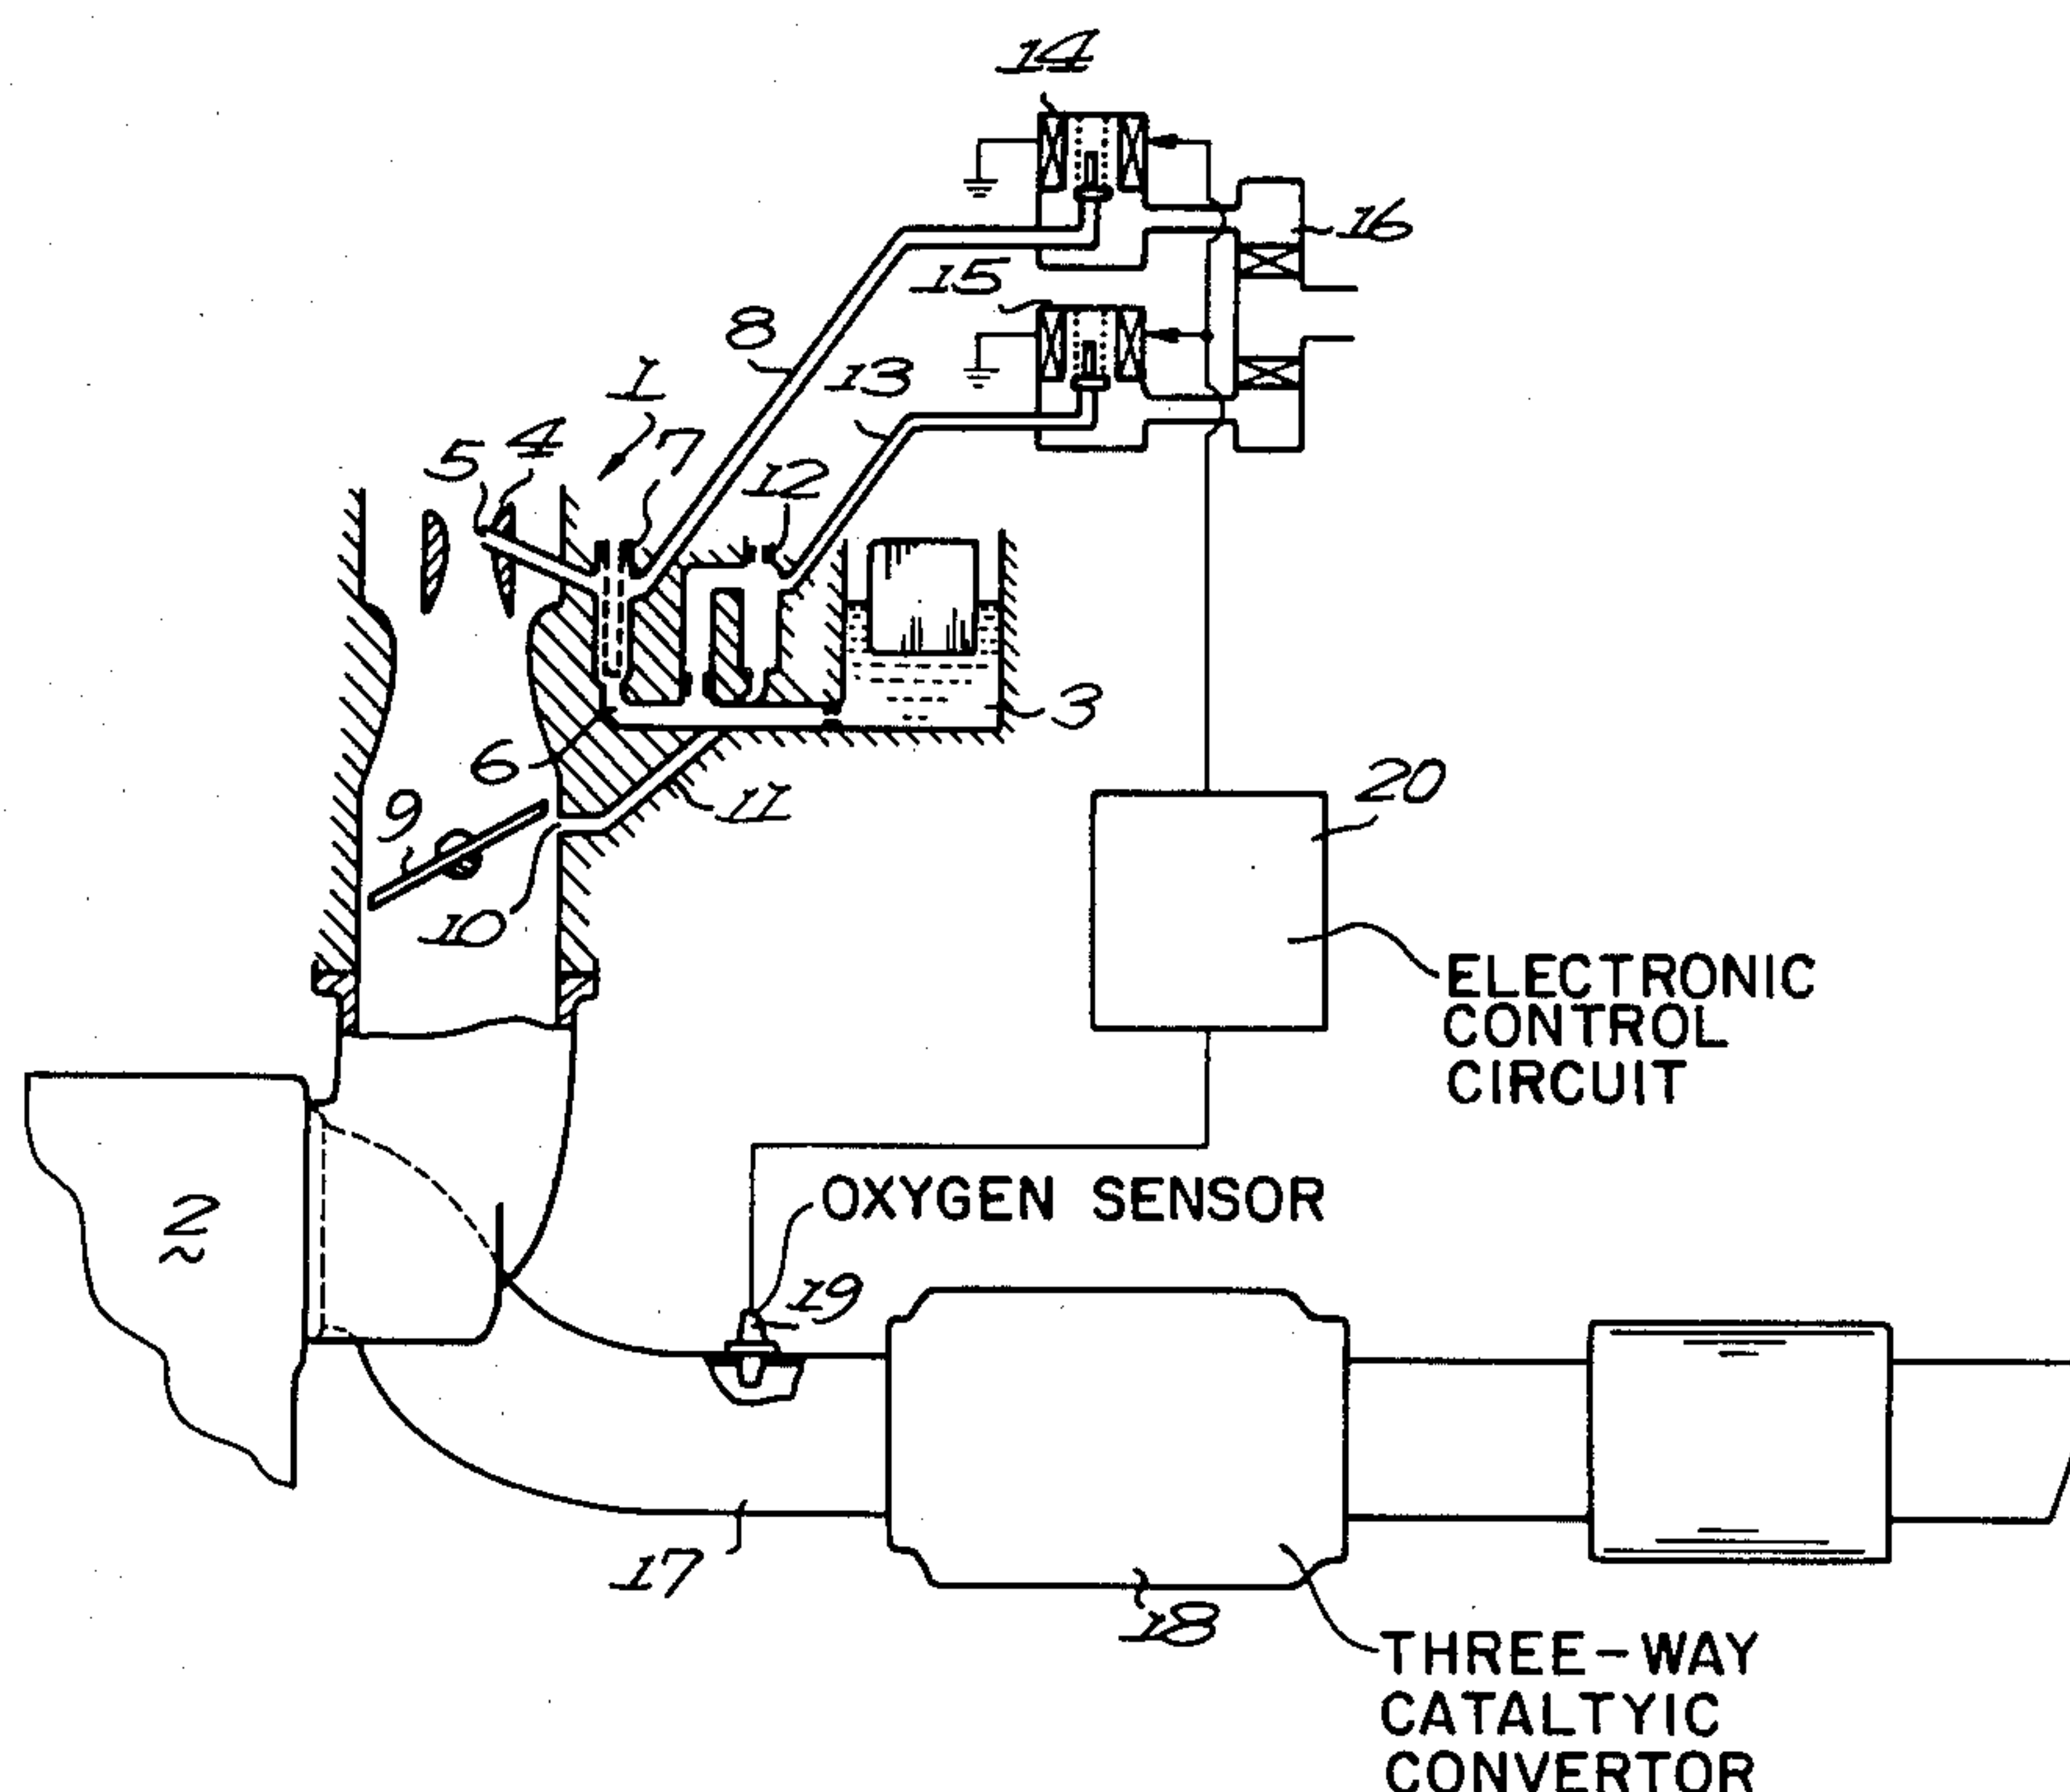 14
16
15
8
13
1
7
4
5
12
3
6
20
9
11
10
ELECTRONIC
CONTROL
CIRCUIT
2
OXYGEN SENSOR
19
17
18
THREE-WAY
CATALTYIC
CONVERTOR